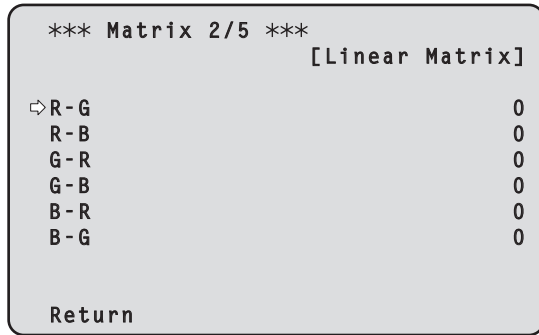 *** Matrix 2/5 ***
[Linear Matrix]
⇨R-G 0
R-B 0
G-R 0
G-B 0
B-R 0
B-G 0
Return